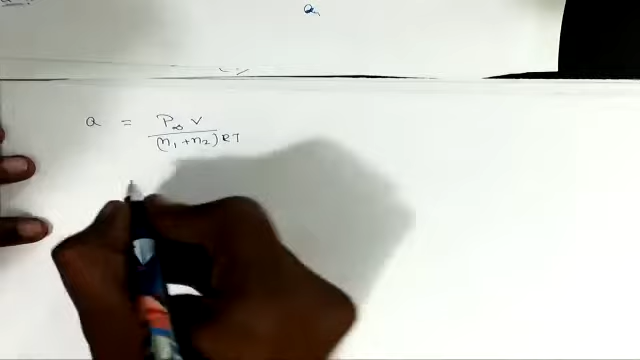 a = P∞ V / (n1 + n2) RT